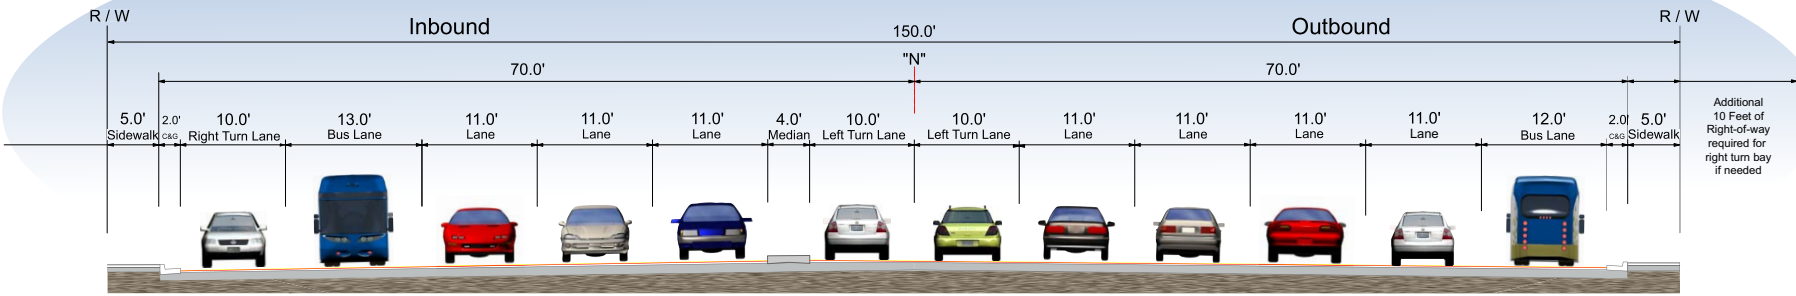 R / W
Inbound
Outbound
R / W
150.0'
"N"
70.0'
70.0'
5.0'
Sidewalk
2.0'
C&G
10.0'
Right Turn Lane
13.0'
Bus Lane
11.0'
Lane
11.0'
Lane
11.0'
Lane
4.0'
Median
10.0'
Left Turn Lane
10.0'
Left Turn Lane
11.0'
Lane
11.0'
Lane
11.0'
Lane
11.0'
Lane
12.0'
Bus Lane
2.0'
C&G
5.0'
Sidewalk
Additional
10 Feet of
Right-of-way
required for
right turn bay
if needed